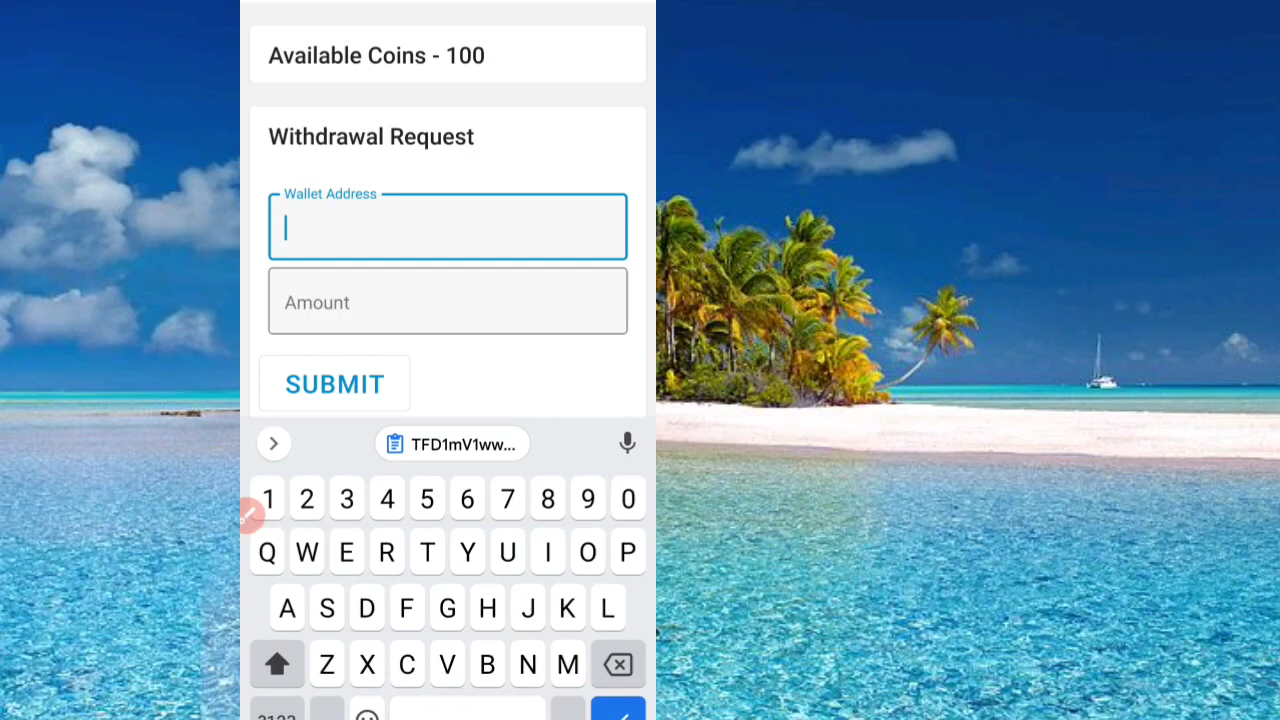 Available Coins - 100
Withdrawal Request
Wallet Address
Amount
SUBMIT
TFD1mV1ww...
1 2 3 4 5 6 7 8 9 0
Q W E R T Y U I O P
A S D F G H J K L
Z X C V B N M